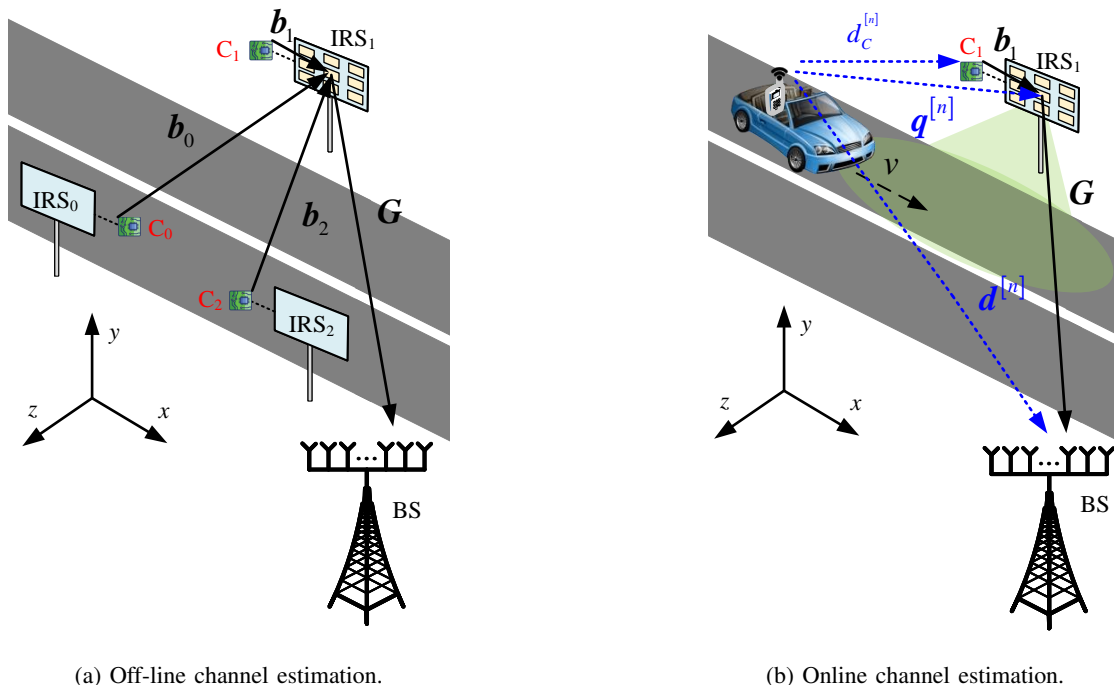 b₁
IRS₁
C₁
b₀
IRS₀
C₀
b₂
G
C₂
IRS₂
y
z
x
BS
(a) Off-line channel estimation.
d_C^[n]
C₁
b₁
IRS₁
q^[n]
v
G
d^[n]
y
z
x
BS
(b) Online channel estimation.